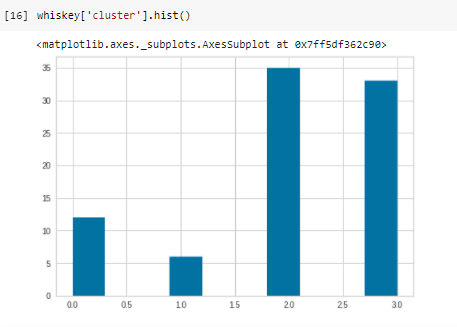 [16] whiskey['cluster'].hist()
<matplotlib.axes._subplots.AxesSubplot at 0x7ff5df362c90>
35
30
25
20
15
10
5
0
0.0 0.5 1.0 1.5 2.0 2.5 3.0